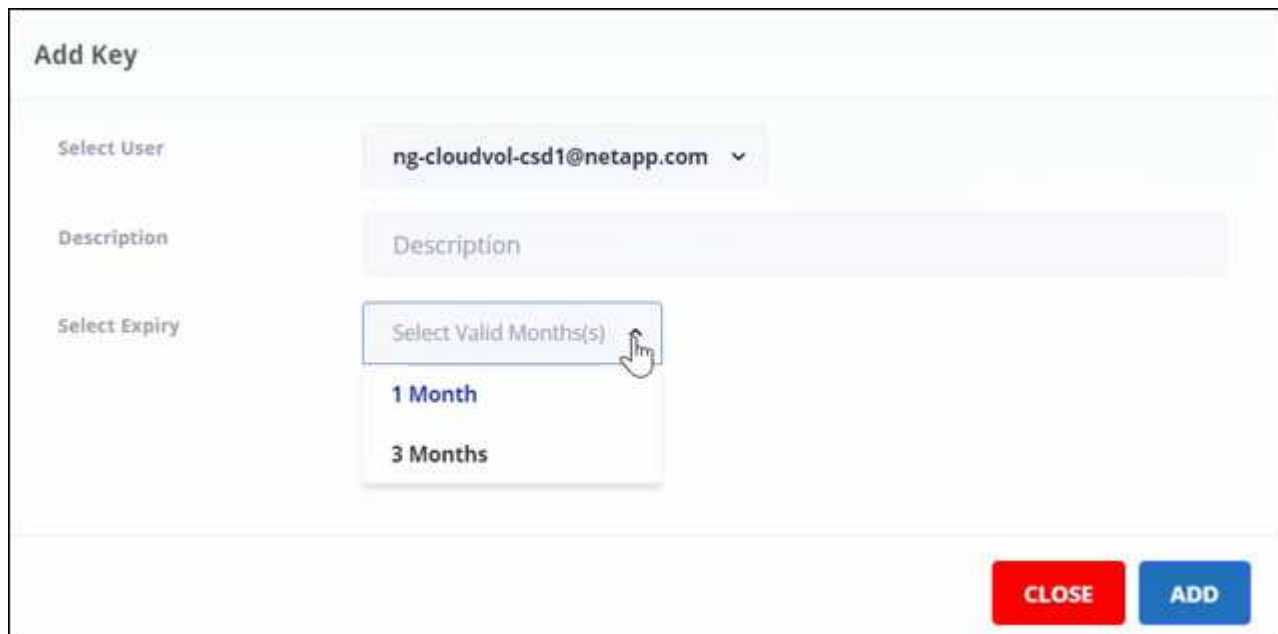 Add Key
Select User
ng-cloudvol-csd1@netapp.com
Description
Description
Select Expiry
Select Valid Months(s)
1 Month
3 Months
CLOSE
ADD